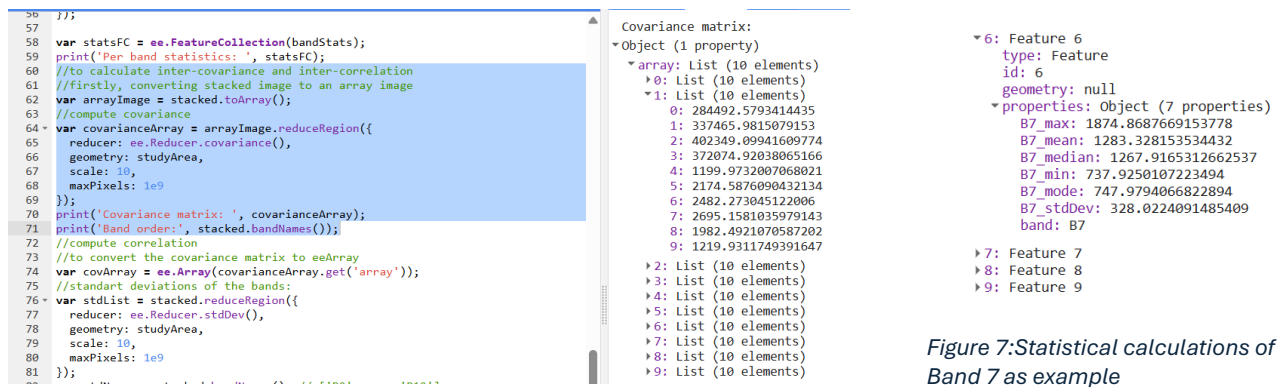 56 });
57
58 var statsFC = ee.FeatureCollection(bandStats);
59 print('Per band statistics: ', statsFC);
60 //to calculate inter-covariance and inter-correlation
61 //firstly, converting stacked image to an array image
62 var arrayImage = stacked.toArray();
63 //compute covariance
64 var covarianceArray = arrayImage.reduceRegion({
65 reducer: ee.Reducer.covariance(),
66 geometry: studyArea,
67 scale: 10,
68 maxPixels: 1e9
69 });
70 print('Covariance matrix: ', covarianceArray);
71 print('Band order:', stacked.bandNames());
72 //compute correlation
73 //to convert the covariance matrix to eeArray
74 var covArray = ee.Array(covarianceArray.get('array'));
75 //standart deviations of the bands:
76 var stdList = stacked.reduceRegion({
77 reducer: ee.Reducer.stdDev(),
78 geometry: studyArea,
79 scale: 10,
80 maxPixels: 1e9
81 });
Covariance matrix:
Object (1 property)
array: List (10 elements)
0: List (10 elements)
1: List (10 elements)
0: 284492.5793414435
1: 337465.9815079153
2: 402349.09941609774
3: 372074.92038065166
4: 1199.9732007068021
5: 2174.5876090432134
6: 2482.273045122006
7: 2695.1581035979143
8: 1982.4921070587202
9: 1219.9311749391647
2: List (10 elements)
3: List (10 elements)
4: List (10 elements)
5: List (10 elements)
6: List (10 elements)
7: List (10 elements)
8: List (10 elements)
9: List (10 elements)
6: Feature 6
type: Feature
id: 6
geometry: null
properties: Object (7 properties)
B7_max: 1874.8687669153778
B7_mean: 1283.328153534432
B7_median: 1267.9165312662537
B7_min: 737.9250107223494
B7_mode: 747.9794066822894
B7_stdDev: 328.0224091485409
band: B7
7: Feature 7
8: Feature 8
9: Feature 9
Figure 7:Statistical calculations of
Band 7 as example